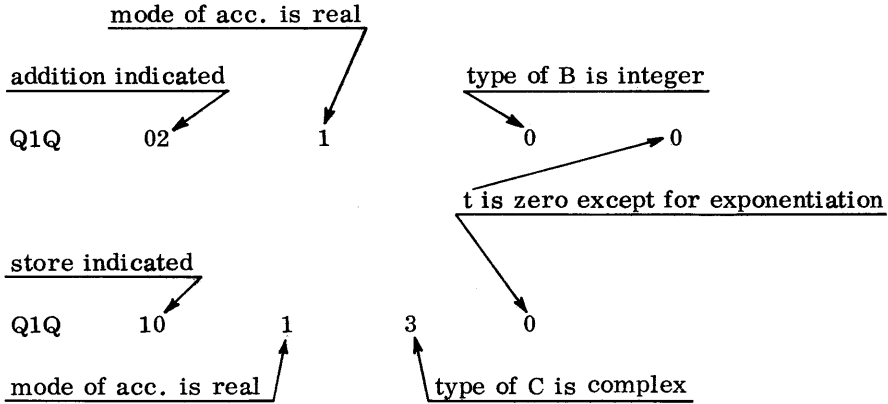 mode of acc. is real
addition indicated type of B is integer
Q1Q 02 1 0 0
t is zero except for exponentiation
store indicated
Q1Q 10 1 3 0
mode of acc. is real type of C is complex